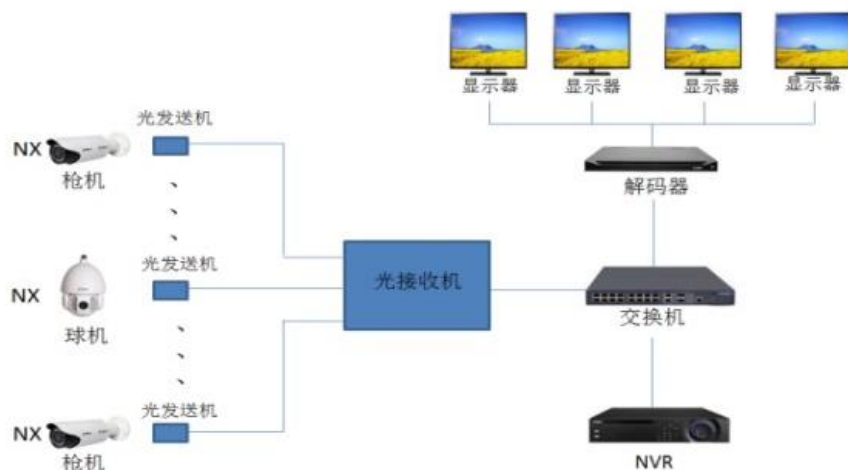 显示器 显示器 显示器 显示器
光发送机
NX
枪机
解码器
光发送机
光接收机
NX
球机
交换机
光发送机
NX
枪机
NVR